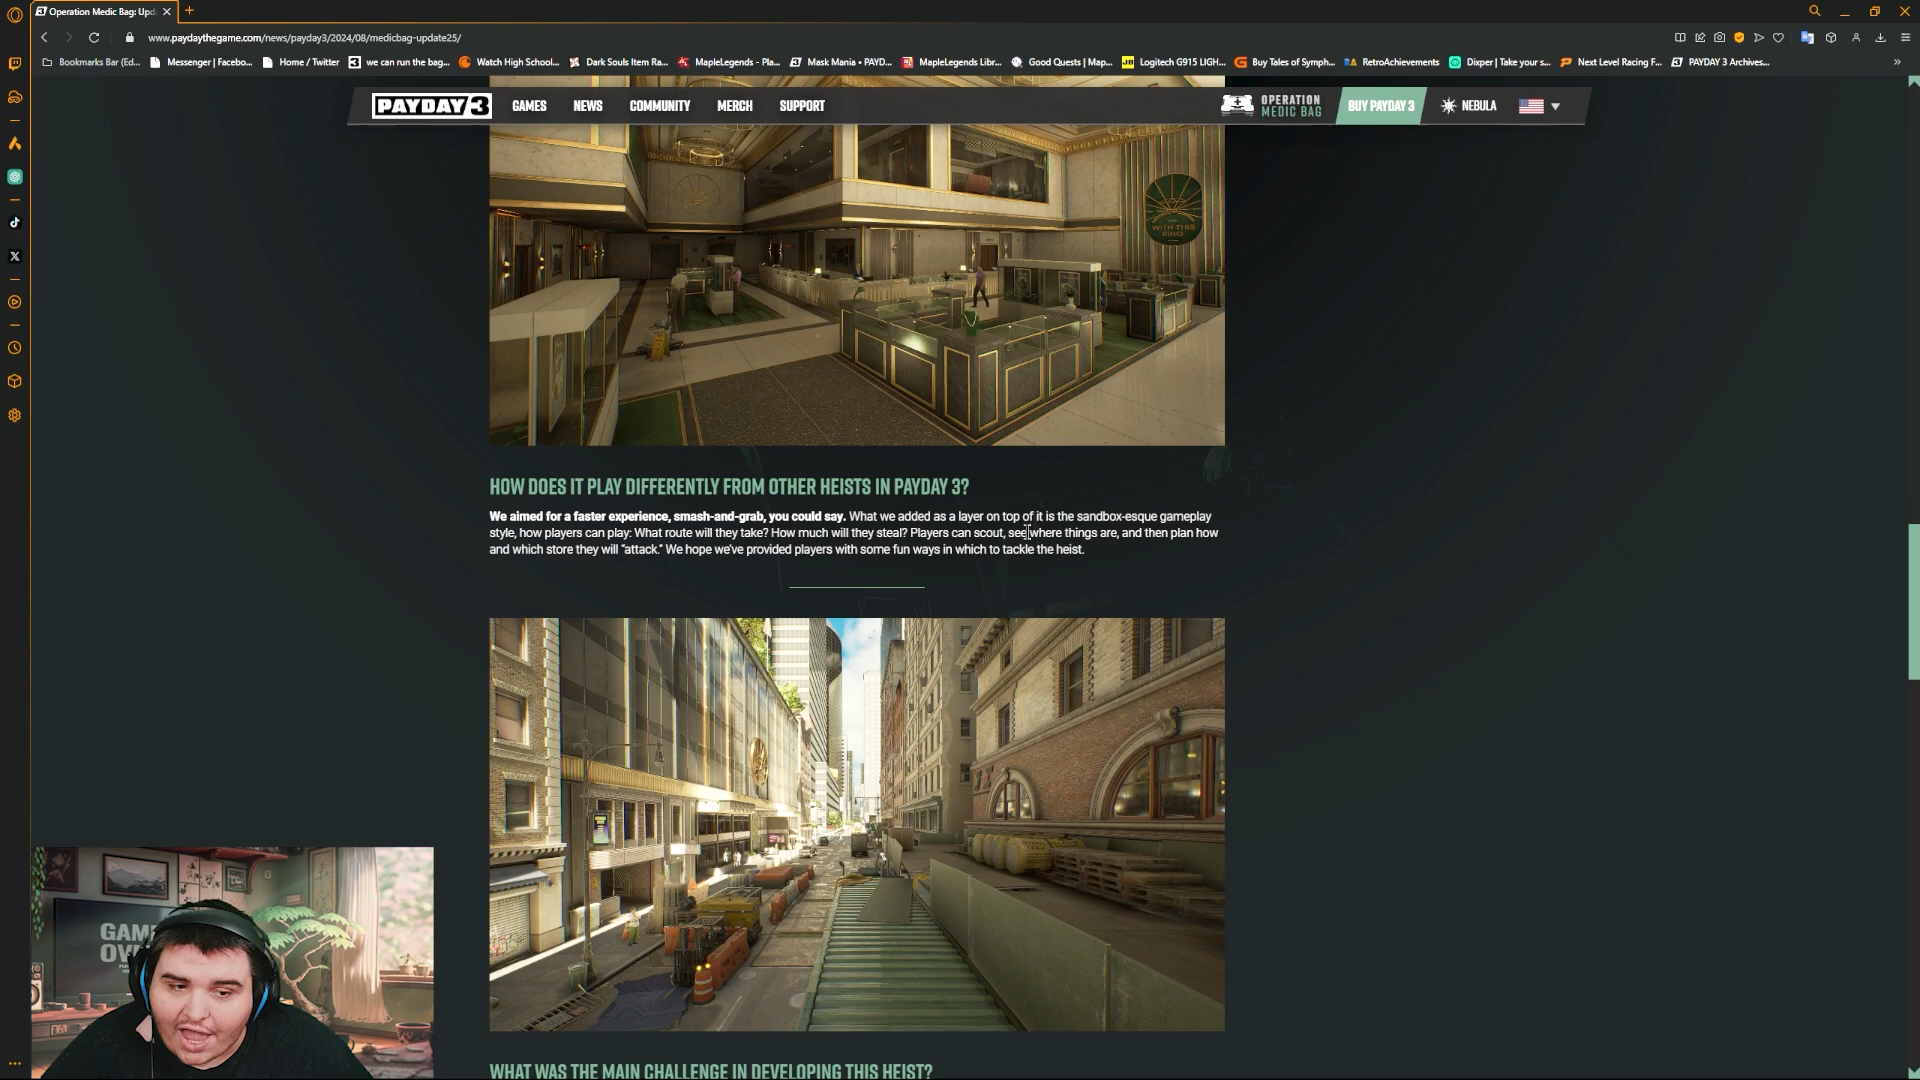 Operation Medic Bag: Upd
www.paydaythegame.com/news/payday3/2024/08/medicbag-update25/
Bookmarks Bar (Ed... Messenger | Facebo... Home / Twitter we can run the bag... Watch High School... Dark Souls Item Ra... MapleLegends - Pla... Mask Mania • PAYD... MapleLegends Libr... Good Quests | Map... Logitech G915 LIGH... Buy Tales of Symph... RetroAchievements Dixper | Take your s... Next Level Racing F... PAYDAY 3 Archives...
PAYDAY 3 GAMES NEWS COMMUNITY MERCH SUPPORT OPERATION MEDIC BAG BUY PAYDAY 3 NEBULA
WITH THIS
RING
HOW DOES IT PLAY DIFFERENTLY FROM OTHER HEISTS IN PAYDAY 3?
We aimed for a faster experience, smash-and-grab, you could say. What we added as a layer on top of it is the sandbox-esque gameplay
style, how players can play: What route will they take? How much will they steal? Players can scout, see where things are, and then plan how
and which store they will "attack." We hope we've provided players with some fun ways in which to tackle the heist.
GAME
OV
WHAT WAS THE MAIN CHALLENGE IN DEVELOPING THIS HEIST?